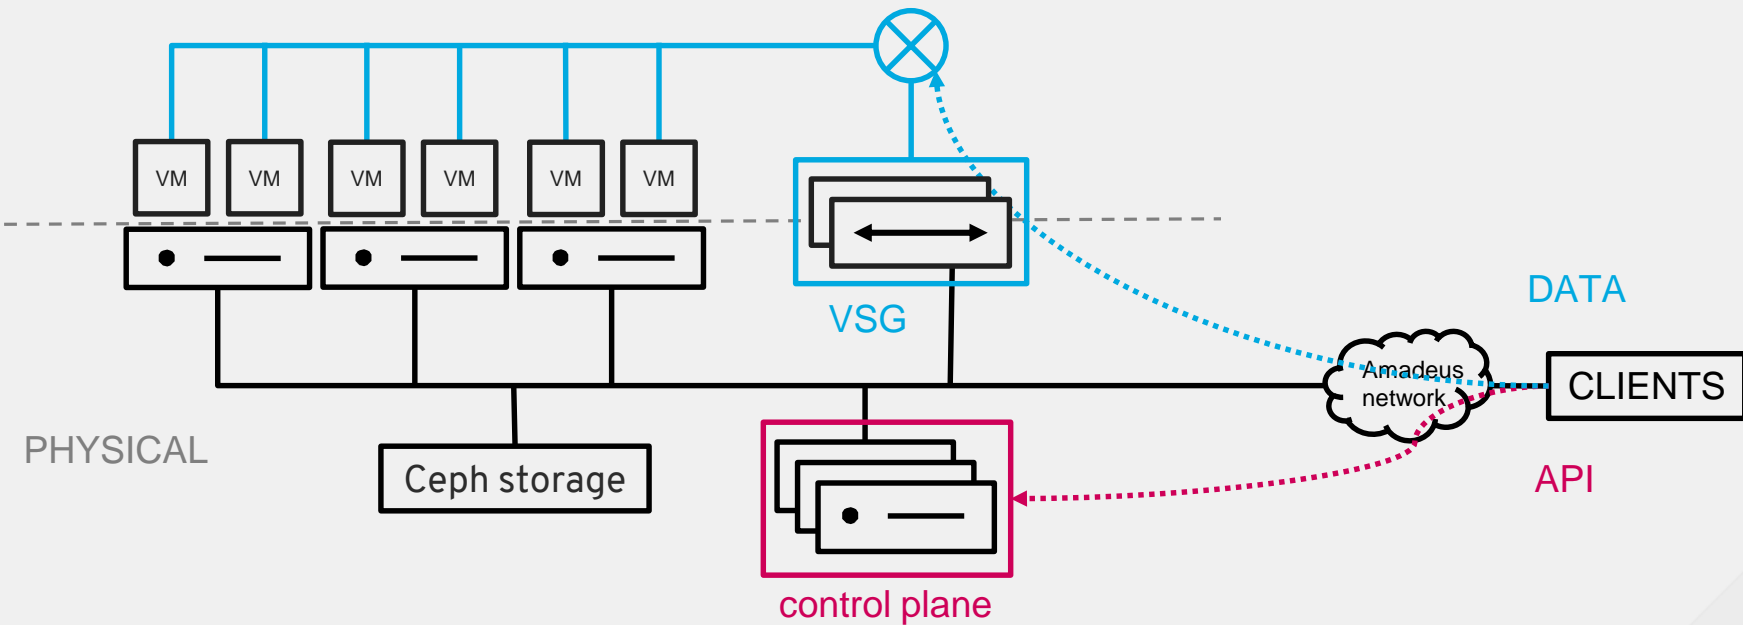 VM
VM
VM
VM
VM
VM
VSG
DATA
Amadeus
network
CLIENTS
PHYSICAL
Ceph storage
API
control plane